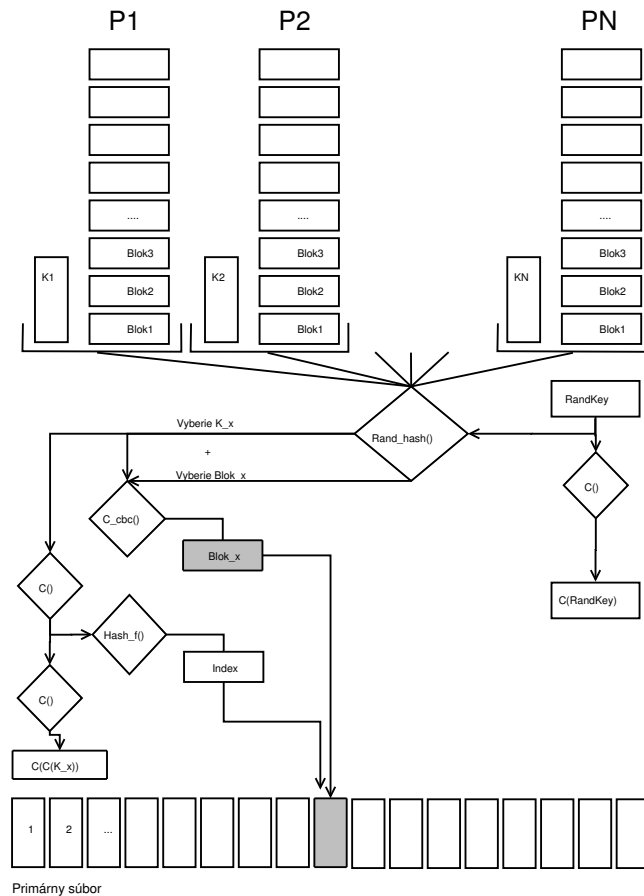 P1
P2
PN
....
....
....
Blok3
Blok3
Blok3
K1
K2
KN
Blok2
Blok2
Blok2
Blok1
Blok1
Blok1
RandKey
Vyberie K_x
Rand_hash()
+
Vyberie Blok_x
C()
C_cbc()
Blok_x
C()
C(RandKey)
Hash_f()
Index
C()
C(C(K_x))
1
2
...
Primárny súbor